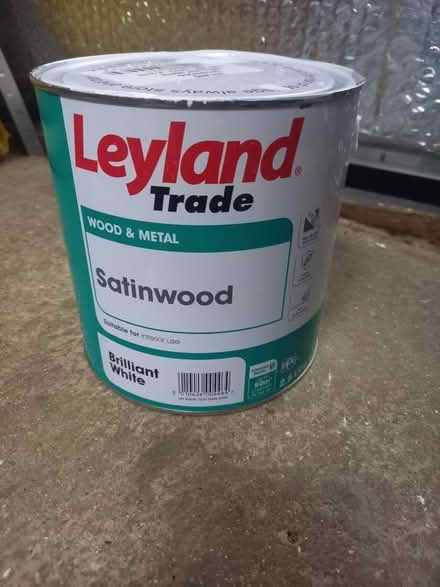 Leyland®
Trade
WOOD & METAL
Satinwood
Suitable for interior use
Brilliant
White